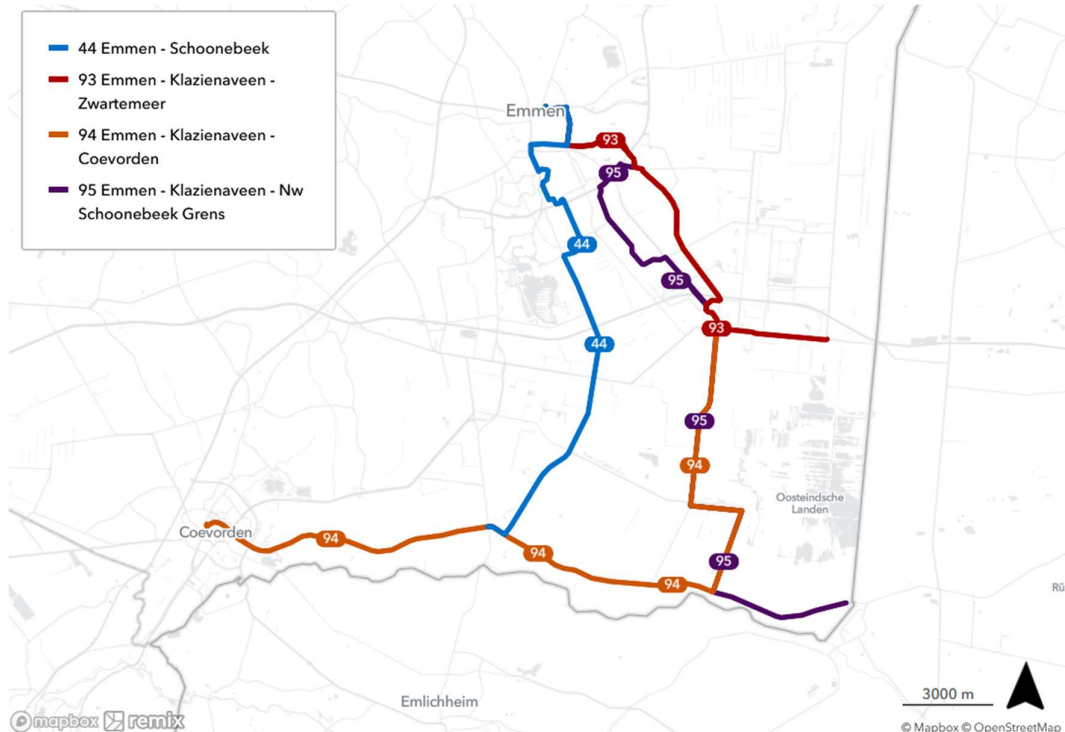 44 Emmen - Schoonebeek
93 Emmen - Klazienaveen -
Zwartemeer
94 Emmen - Klazienaveen -
Coevorden
95 Emmen - Klazienaveen - Nw
Schoonebeek Grens
Emmen
93
95
44
95
93
44
95
94
Oosteindsche
Landen
Coevorden
94
94
95
94
Rü
Emlichheim
3000 m
mapbox remix
© Mapbox © OpenStreetMap